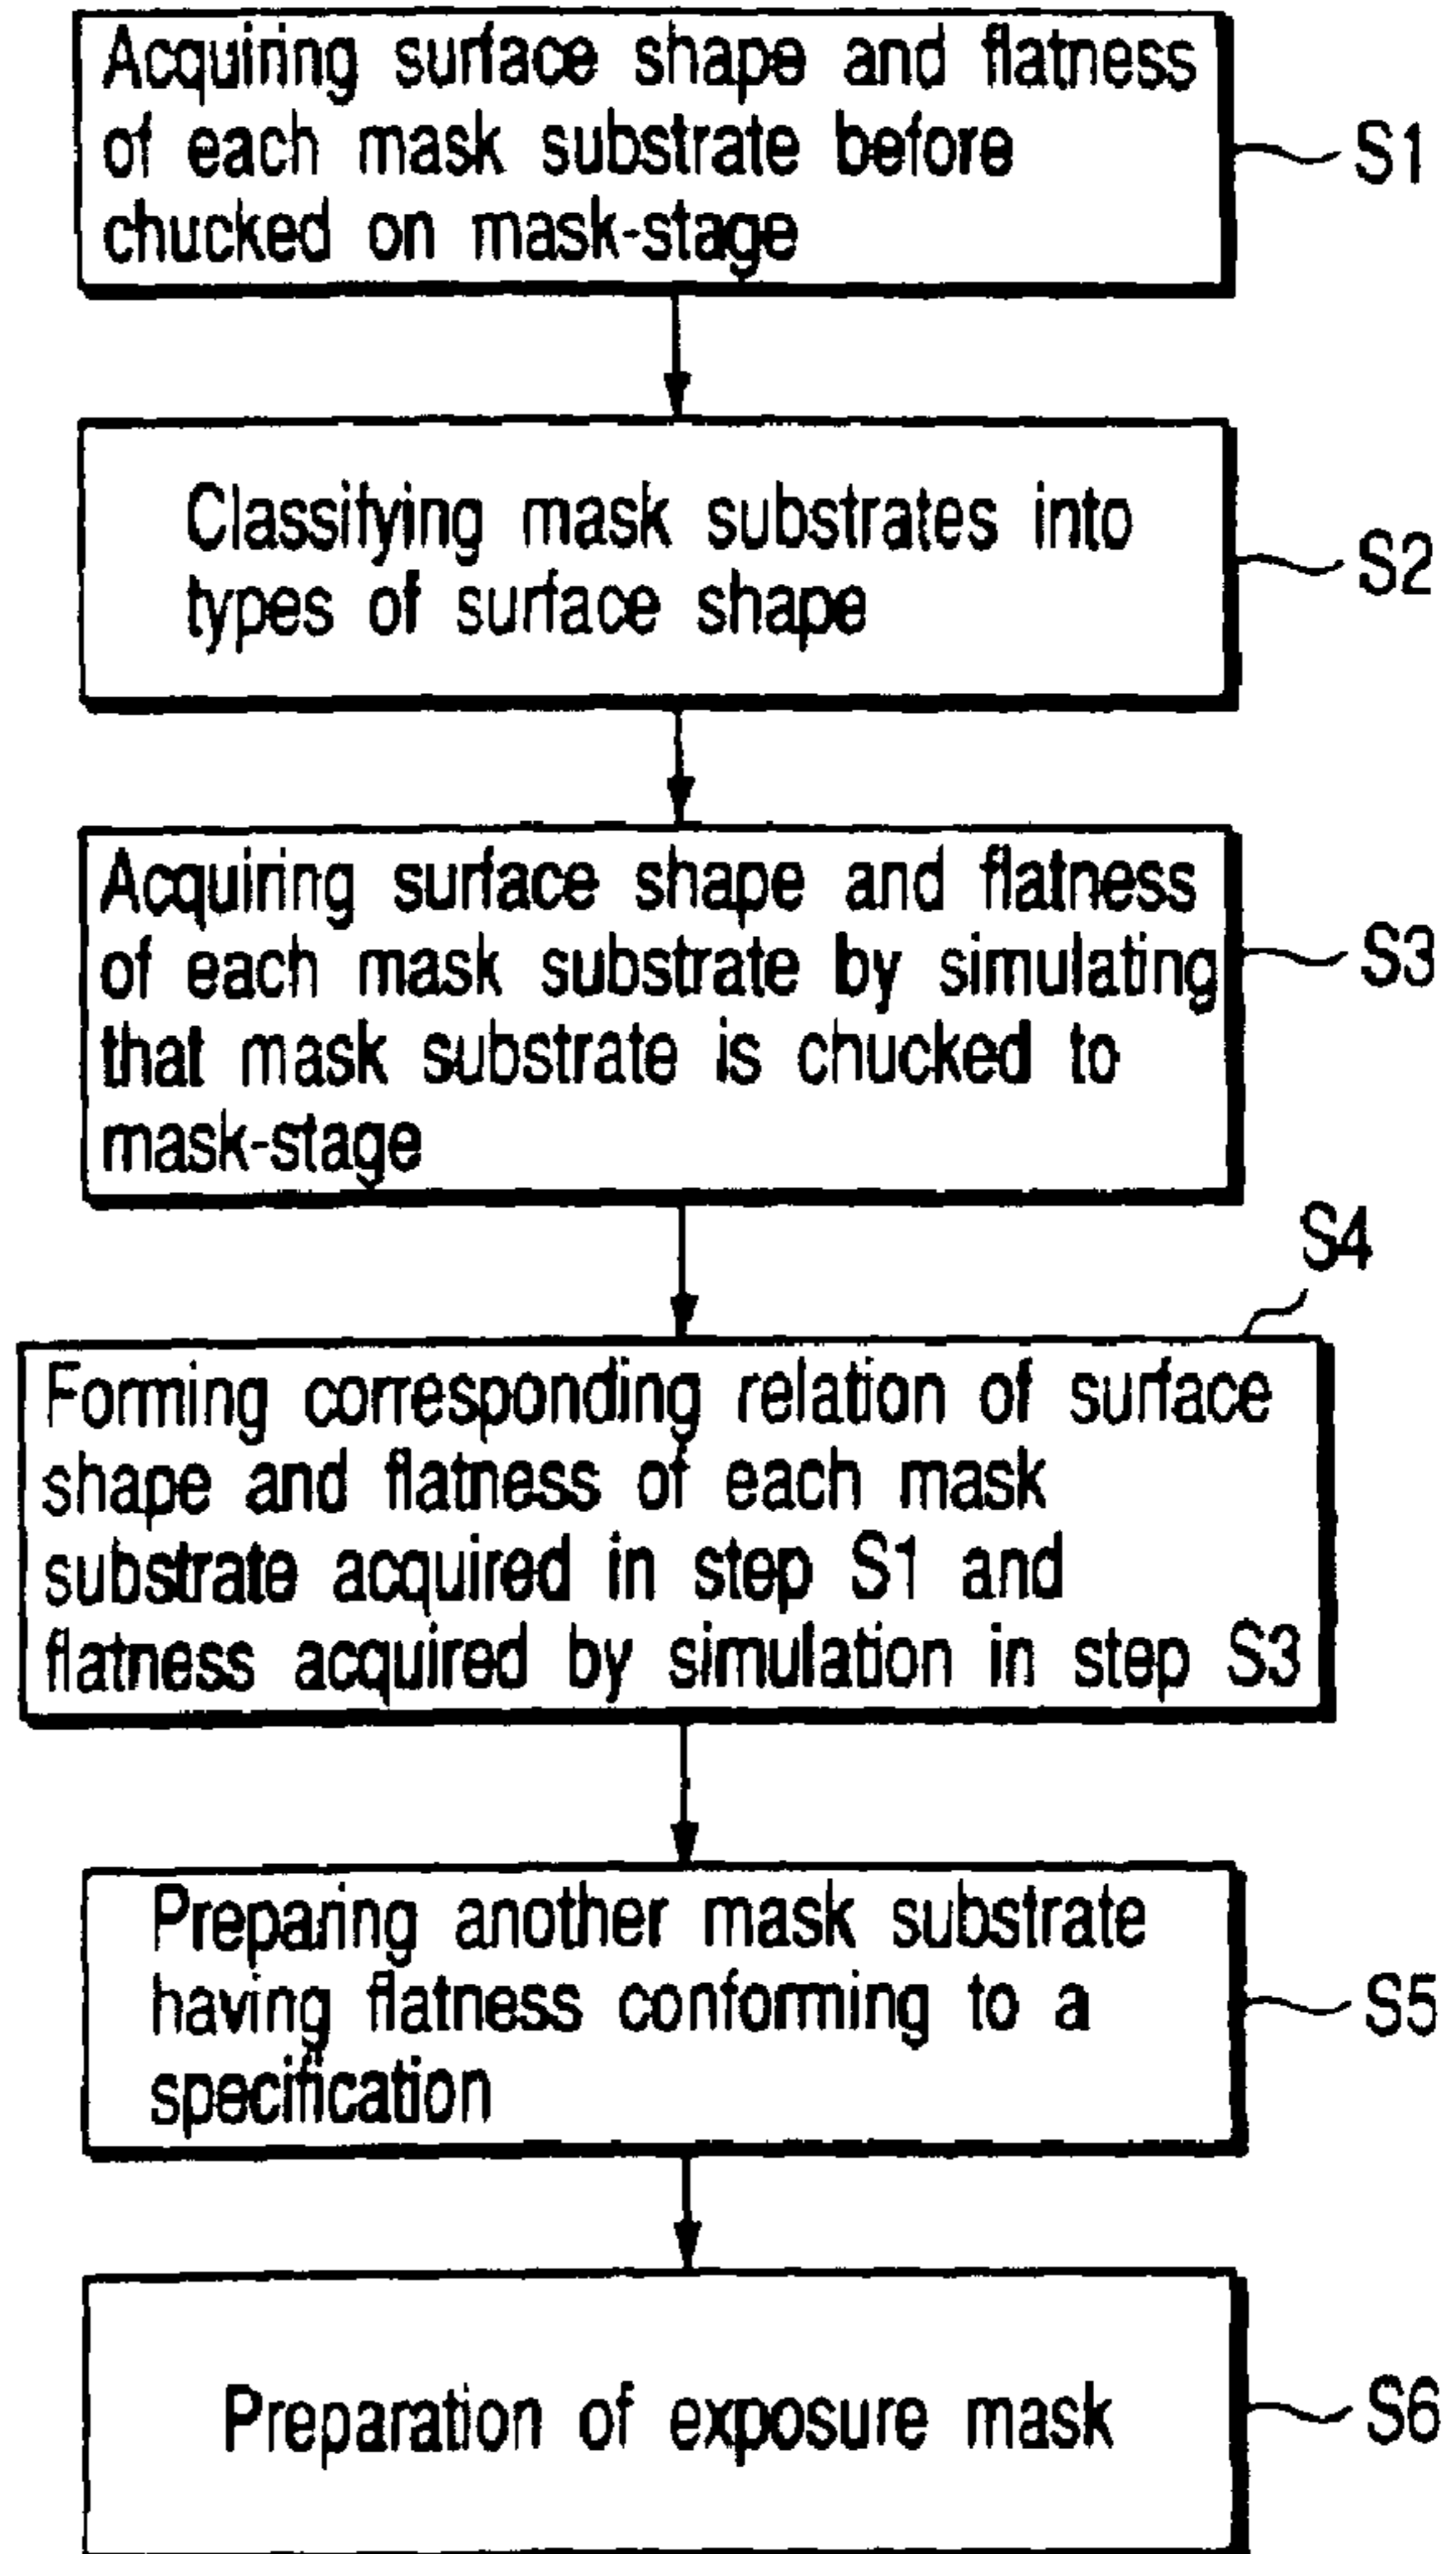 Acquiring surface shape and flatness
of each mask substrate before
chucked on mask-stage
S1
Classifying mask substrates into
types of surface shape
S2
Acquiring surface shape and flatness
of each mask substrate by simulating
that mask substrate is chucked to
mask-stage
S3
S4
Forming corresponding relation of surface
shape and flatness of each mask
substrate acquired in step S1 and
flatness acquired by simulation in step S3
Preparing another mask substrate
having flatness conforming to a
specification
S5
Preparation of exposure mask
S6